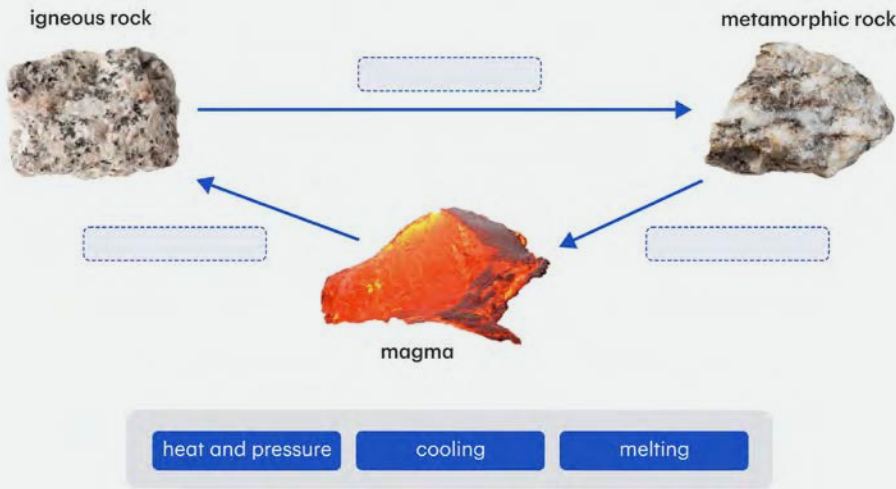 igneous rock
metamorphic rock
magma
heat and pressure
cooling
melting